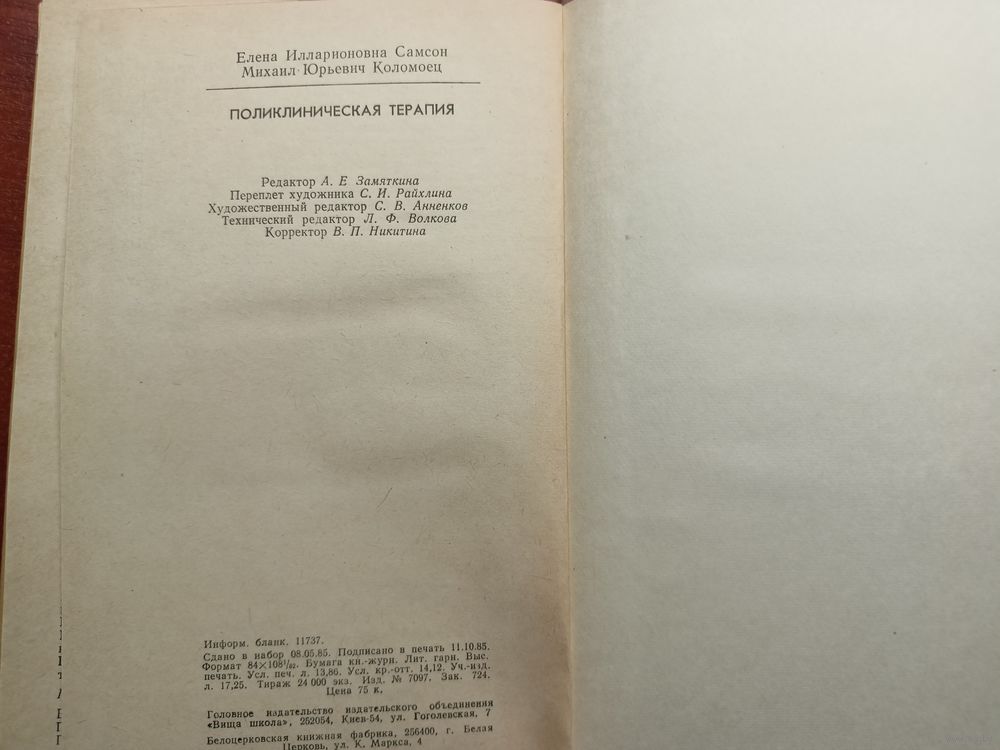 Елена Илларионовна Самсон
Михаил Юрьевич Коломоец
ПОЛИКЛИНИЧЕСКАЯ ТЕРАПИЯ
Редактор А. Е Замяткина
Переплет художника С. И. Райхлина
Художественный редактор С. В. Анненков
Технический редактор Л. Ф. Волкова
Корректор В. П. Никитина
Информ. бланк. 11737.
Сдано в набор 08.05.85. Подписано в печать 11.10.85.
Формат 84×108¹/₃₂. Бумага кн.-журн. Лит. гарн. Выс.
печать. Усл. печ. л. 13,86. Усл. кр.-отт. 14,12. Уч.-изд.
л. 17,25. Тираж 24 000 экз. Изд. № 7097. Зак. 724.
Цена 75 к.
Головное издательство издательского объединения
«Вища школа», 252054, Киев-54, ул. Гоголевская, 7
Белоцерковская книжная фабрика, 256400, г. Белая
Церковь, ул. К. Маркса, 4